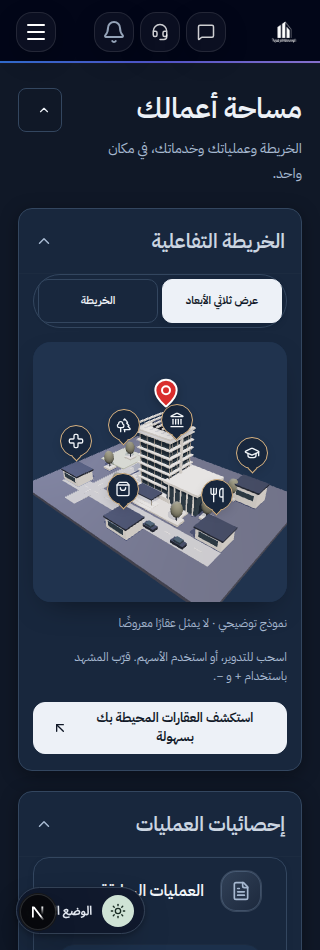 مساحة أعمالك
الخريطة وعملياتك وخدماتك، في مكان
واحد.
الخريطة التفاعلية
عرض ثلاثي الأبعاد
الخريطة
نموذج توضيحي · لا يمثل عقارًا معروضًا
اسحب للتدوير، أو استخدم الأسهم. قرّب المشهد
باستخدام + و −.
استكشف العقارات المحيطة بك
بسهولة
إحصائيات العمليات
العمليات
الوضع
N